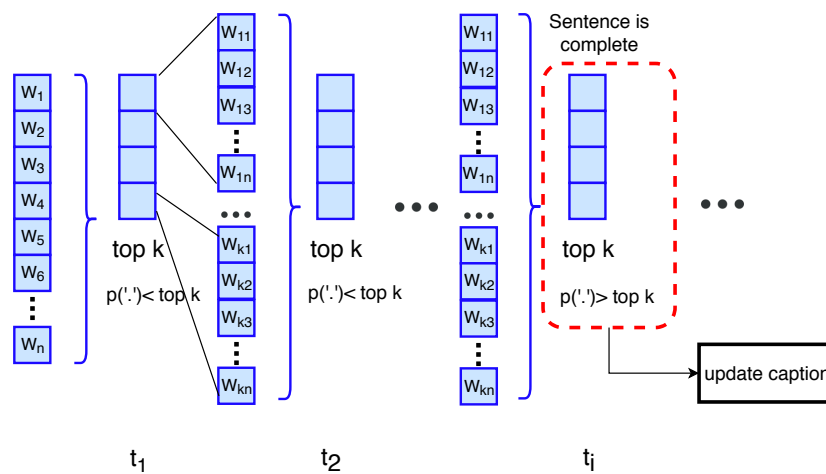 W1
W2
W3
W4
W5
W6
Wn
top k
p('.')< top k
t1
W11
W12
W13
W1n
Wk1
Wk2
Wk3
Wkn
top k
p('.')< top k
t2
W11
W12
W13
W1n
Wk1
Wk2
Wk3
Wkn
Sentence is
complete
top k
p('.')> top k
ti
update caption